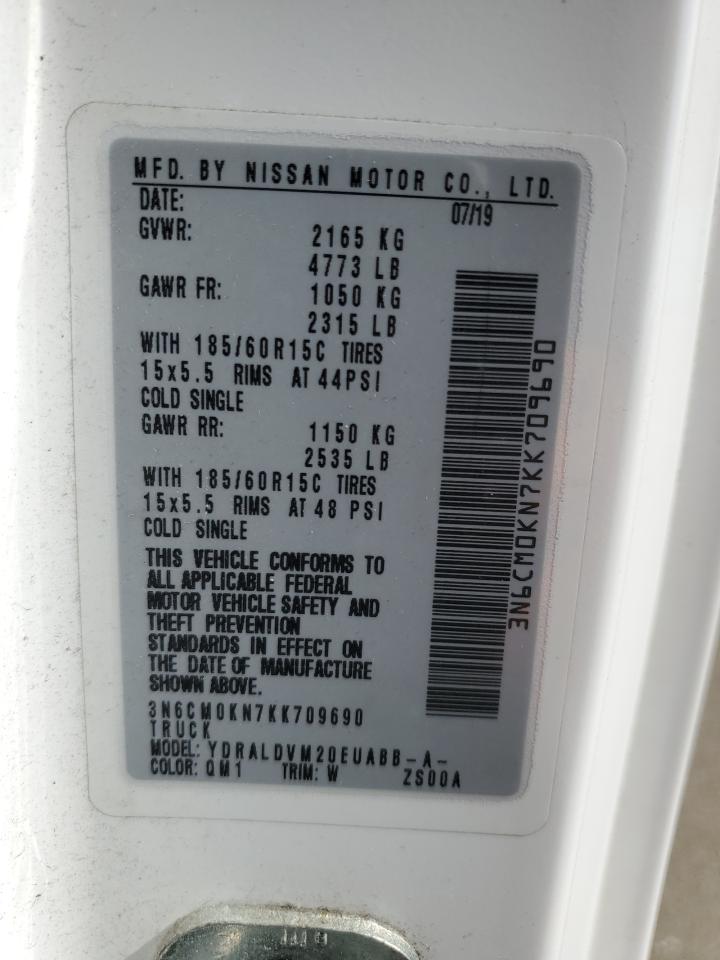 MFD. BY NISSAN MOTOR CO., LTD.
DATE: 07/19
GVWR: 2165 KG
4773 LB
GAWR FR: 1050 KG
2315 LB
WITH 185/60R15C TIRES
15x5.5 RIMS AT 44PSI
COLD SINGLE
GAWR RR: 1150 KG
2535 LB
WITH 185/60R15C TIRES
15x5.5 RIMS AT 48 PSI
COLD SINGLE
THIS VEHICLE CONFORMS TO
ALL APPLICABLE FEDERAL
MOTOR VEHICLE SAFETY AND
THEFT PREVENTION
STANDARDS IN EFFECT ON
THE DATE OF MANUFACTURE
SHOWN ABOVE.
3N6CM0KN7KK709690
TRUCK
MODEL: YDRALDVM20EUABB-A-
COLOR: QM1 TRIM: W ZS00A
3N6CM0KN7KK709690